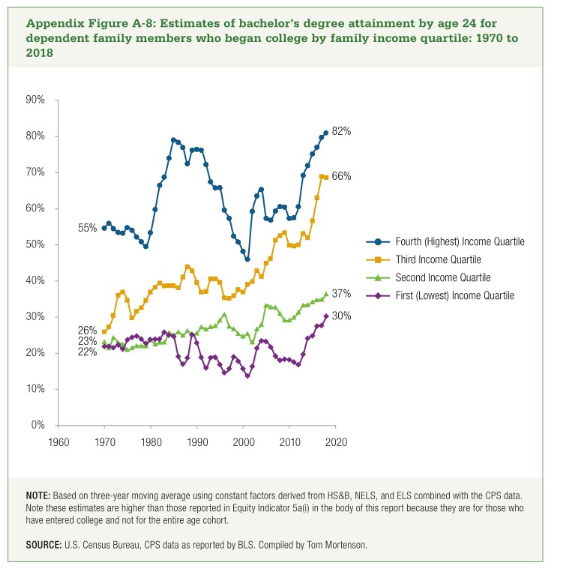 Appendix Figure A-8: Estimates of bachelor's degree attainment by age 24 for
dependent family members who began college by family income quartile: 1970 to
2018
90%
80%
70%
60%
50%
40%
30%
20%
10%
0%
1960
1970
1980
1990
2000
2010
2020
55%
26%
23%
22%
82%
66%
37%
30%
Fourth (Highest) Income Quartile
Third Income Quartile
Second Income Quartile
First (Lowest) Income Quartile
NOTE: Based on three-year moving average using constant factors derived from HS&B, NELS, and ELS combined with the CPS data.
Note these estimates are higher than those reported in Equity Indicator 5a(i) in the body of this report because they are for those who
have entered college and not for the entire age cohort.
SOURCE: U.S. Census Bureau, CPS data as reported by BLS. Compiled by Tom Mortenson.